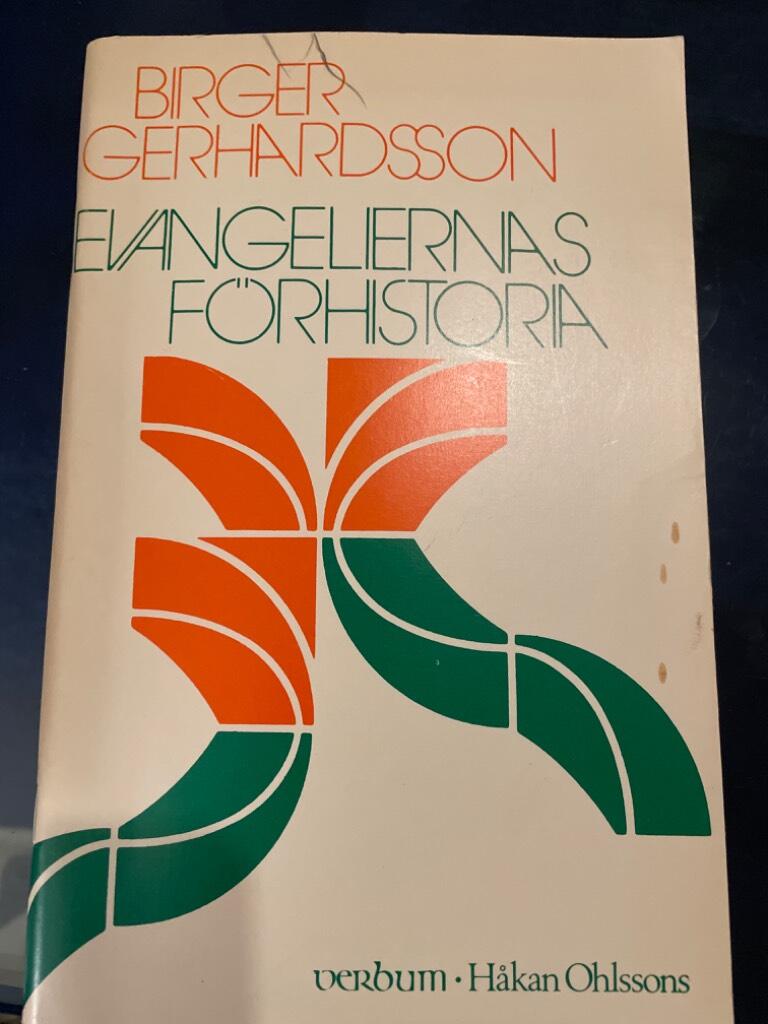 BIRGER
GERHARDSSON
EVANGELIERNAS
FÖRHISTORIA
verbum · Håkan Ohlssons